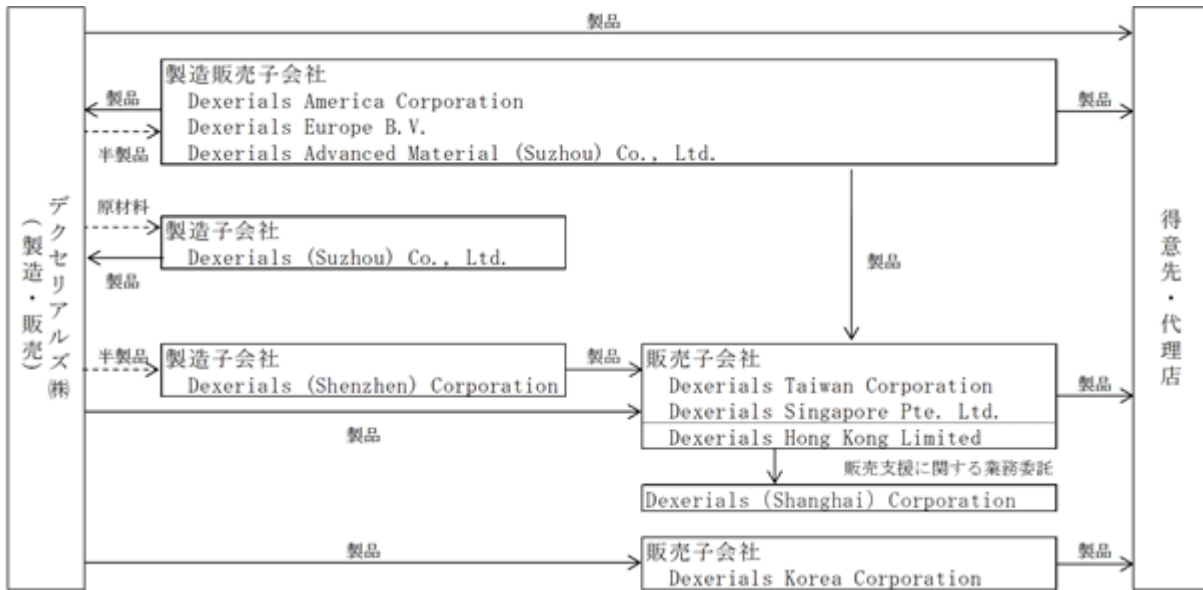 製品
製造販売子会社
Dexerials America Corporation
Dexerials Europe B.V.
Dexerials Advanced Material (Suzhou) Co., Ltd.
製品
半製品
製品
デクセリアルズ㈱
(製造・販売)
得意先・代理店
原材料
製造子会社
Dexerials (Suzhou) Co., Ltd.
製品
製品
半製品
製造子会社
Dexerials (Shenzhen) Corporation
製品
販売子会社
Dexerials Taiwan Corporation
Dexerials Singapore Pte. Ltd.
Dexerials Hong Kong Limited
製品
製品
販売支援に関する業務委託
Dexerials (Shanghai) Corporation
製品
販売子会社
Dexerials Korea Corporation
製品